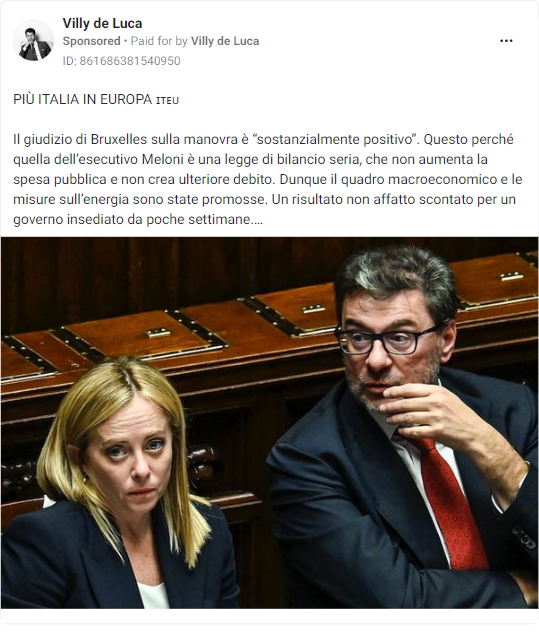 Villy de Luca
Sponsored • Paid for by Villy de Luca
ID: 861686381540950
PIÙ ITALIA IN EUROPA ɪᴛᴇᴜ
Il giudizio di Bruxelles sulla manovra è “sostanzialmente positivo”. Questo perché
quella dell’esecutivo Meloni è una legge di bilancio seria, che non aumenta la
spesa pubblica e non crea ulteriore debito. Dunque il quadro macroeconomico e le
misure sull’energia sono state promosse. Un risultato non affatto scontato per un
governo insediato da poche settimane.…